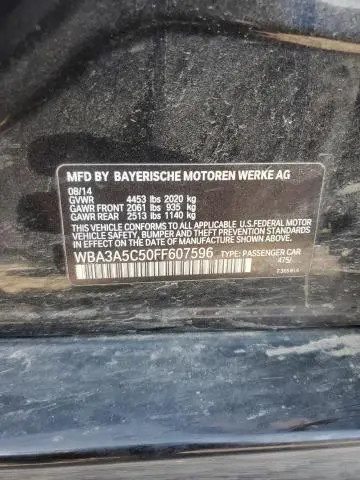 MFD BY BAYERISCHE MOTOREN WERKE AG
08/14
GVWR 4453 lbs 2020 kg
GAWR FRONT 2061 lbs 935 kg
GAWR REAR 2513 lbs 1140 kg
THIS VEHICLE CONFORMS TO ALL APPLICABLE U.S.FEDERAL MOTOR
VEHICLE SAFETY, BUMPER, AND THEFT PREVENTION STANDARDS
IN EFFECT ON THE DATE OF MANUFACTURE SHOWN ABOVE.
WBA3A5C50FF607596 TYPE: PASSENGER CAR
475/